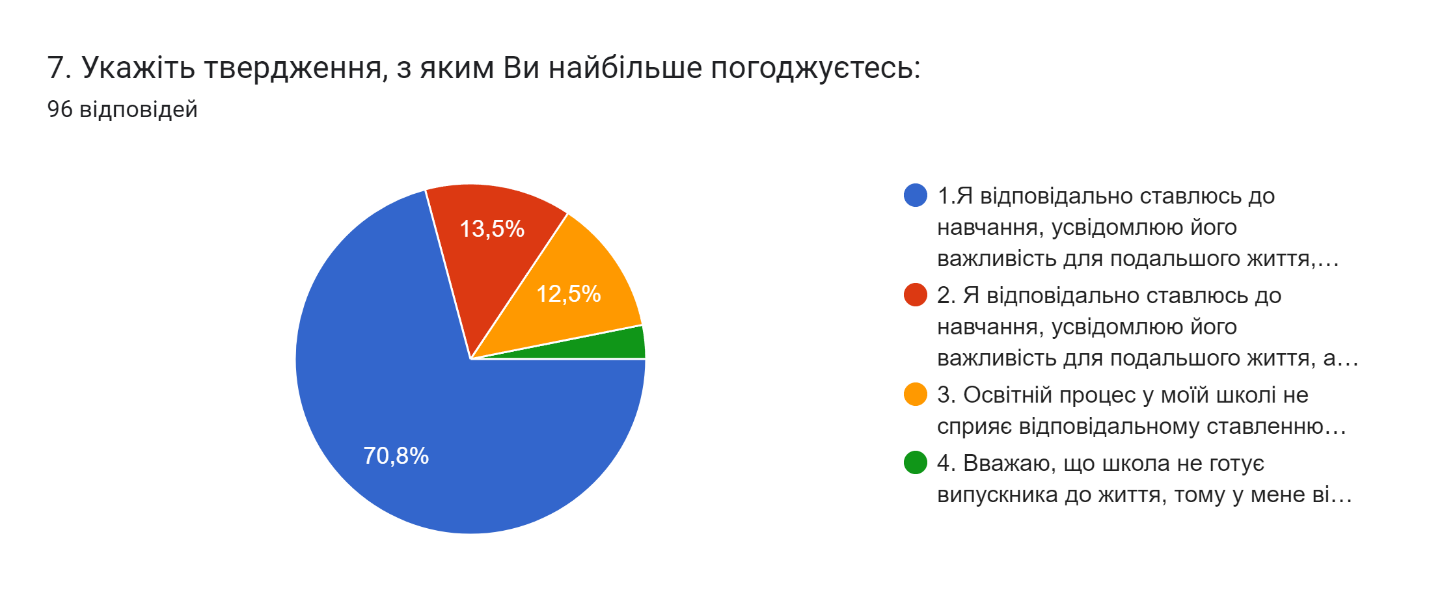 7. Укажіть твердження, з яким Ви найбільше погоджуєтесь:
96 відповідей
13,5%
12,5%
70,8%
1.Я відповідально ставлюсь до
навчання, усвідомлюю його
важливість для подальшого життя,…
2. Я відповідально ставлюсь до
навчання, усвідомлюю його
важливість для подальшого життя, а…
3. Освітній процес у моїй школі не
сприяє відповідальному ставленню…
4. Вважаю, що школа не готує
випускника до життя, тому у мене ві…